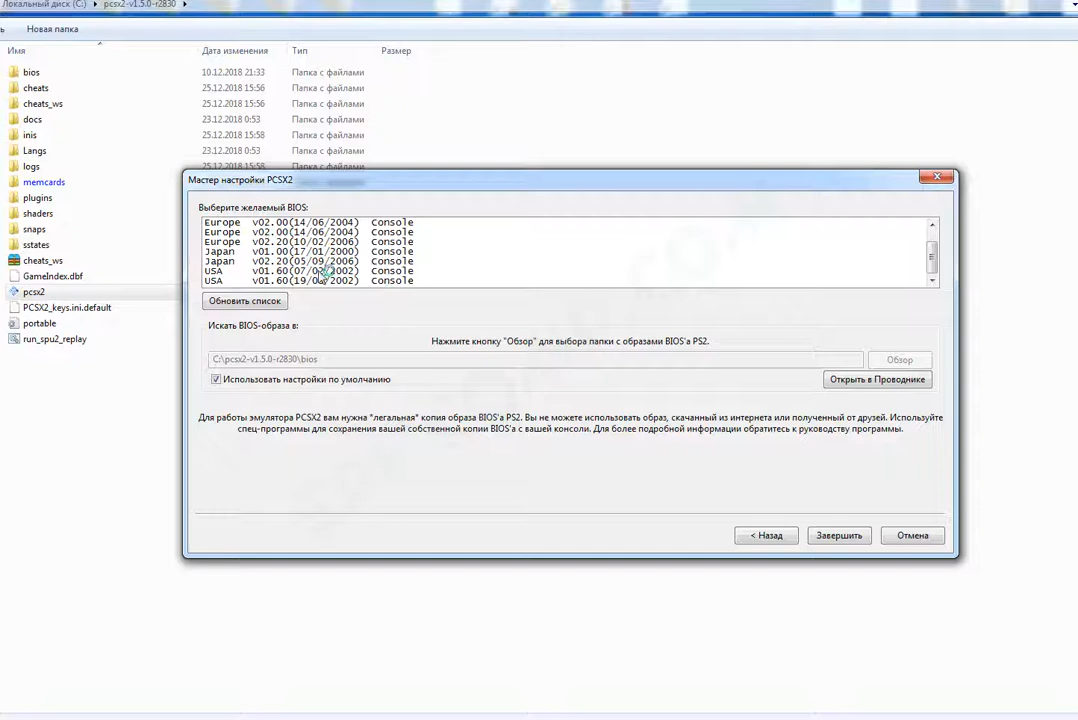 Локальный диск (C:) ▸ pcsx2-v1.5.0-r2830 ▸
Новая папка
Имя Дата изменения Тип Размер
bios 10.12.2018 21:33 Папка с файлами
cheats 25.12.2018 15:56 Папка с файлами
cheats_ws 25.12.2018 15:56 Папка с файлами
docs 23.12.2018 0:53 Папка с файлами
inis 25.12.2018 15:58 Папка с файлами
Langs 23.12.2018 0:53 Папка с файлами
logs 25.12.2018 15:58 Папка с файлами
memcards
plugins
shaders
snaps
sstates
cheats_ws
GameIndex.dbf
pcsx2
PCSX2_keys.ini.default
portable
run_spu2_replay
Мастер настройки PCSX2
Выберите желаемый BIOS:
Europe v02.00(14/06/2004) Console
Europe v02.00(14/06/2004) Console
Europe v02.20(10/02/2006) Console
Japan v01.00(17/01/2000) Console
Japan v02.20(05/09/2006) Console
USA Console
USA Console
Обновить список
Искать BIOS-образа в:
Нажмите кнопку "Обзор" для выбора папки с образами BIOS'а PS2.
C:\pcsx2-v1.5.0-r2830\bios
Обзор
Использовать настройки по умолчанию
Открыть в Проводнике
Для работы эмулятора PCSX2 вам нужна "легальная" копия образа BIOS'а PS2. Вы не можете использовать образ, скачанный из интернета или полученный от друзей. Используйте
спец-программы для сохранения вашей собственной копии BIOS'а с вашей консоли. Для более подробной информации обратитесь к руководству программы.
< Назад
Завершить
Отмена